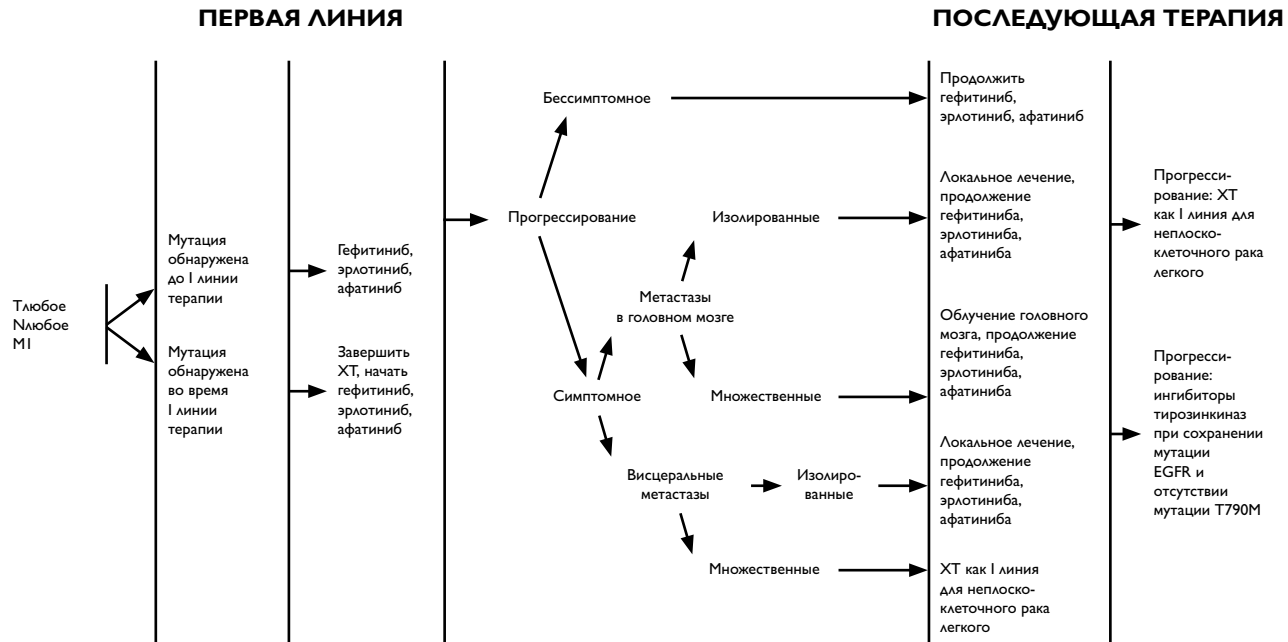 ПЕРВАЯ ЛИНИЯ
ПОСЛЕДУЮЩАЯ ТЕРАПИЯ
Тлюбое
Nлюбое
M1
Мутация
обнаружена
до I линии
терапии
Мутация
обнаружена
во время
I линии
терапии
Гефитиниб,
эрлотиниб,
афатиниб
Завершить
ХТ, начать
гефитиниб,
эрлотиниб,
афатиниб
Прогрессирование
Бессимптомное
Симптомное
Метастазы
в головном мозге
Изолированные
Множественные
Висцеральные
метастазы
Изолиро-
ванные
Множественные
Продолжить
гефитиниб,
эрлотиниб, афатиниб
Локальное лечение,
продолжение
гефитиниба,
эрлотиниба,
афатиниба
Облучение головного
мозга, продолжение
гефитиниба,
эрлотиниба,
афатиниба
Локальное лечение,
продолжение
гефитиниба,
эрлотиниба,
афатиниба
ХТ как I линия
для неплоско-
клеточного рака
легкого
Прогресси-
рование: ХТ
как I линия для
неплоско-
клеточного рака
легкого
Прогресси-
рование:
ингибиторы
тирозинкиназ
при сохранении
мутации
EGFR и
отсутствии
мутации T790M